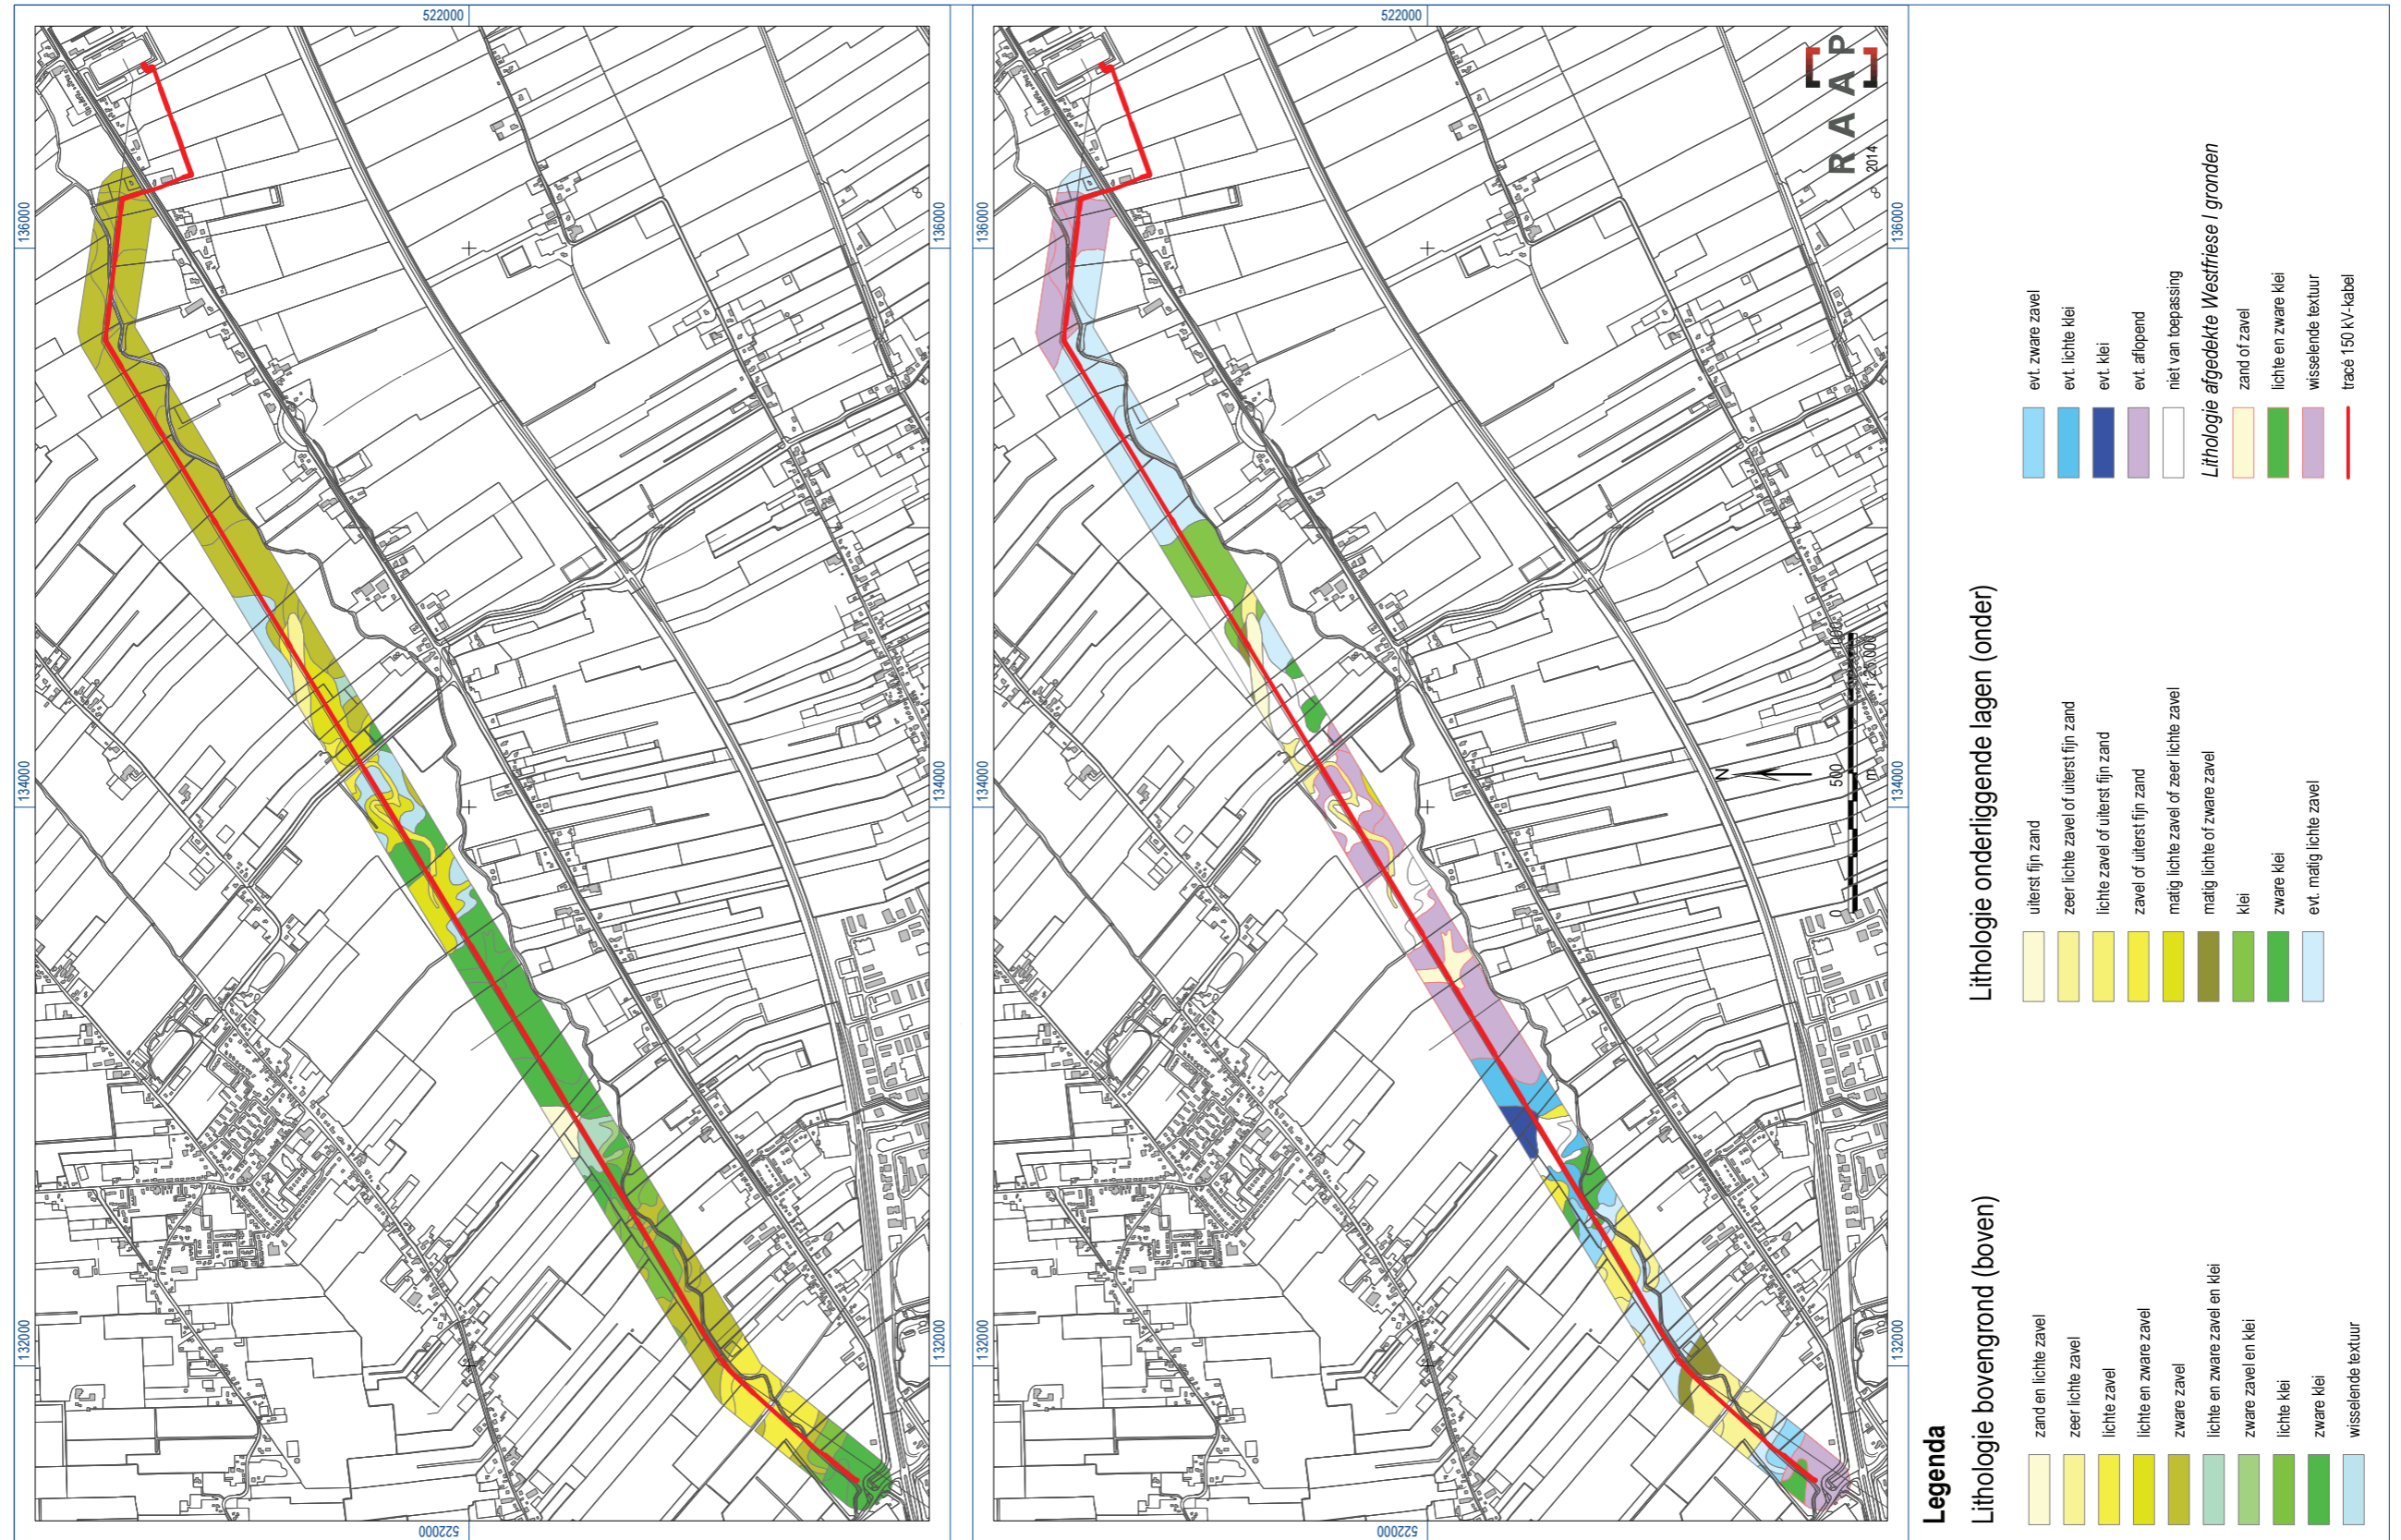 522000
136000
136000
134000
134000
132000
132000
522000
522000
136000
136000
134000
134000
132000
132000
522000
RAAP
2014
N
500
m
1:25.000
Legenda
Lithologie bovengrond (boven)
zand en lichte zavel
zeer lichte zavel
lichte zavel
lichte en zware zavel
zware zavel
lichte en zware zavel en klei
zware zavel en klei
lichte klei
zware klei
wisselende textuur
Lithologie onderliggende lagen (onder)
uiterst fijn zand
zeer lichte zavel of uiterst fijn zand
lichte zavel of uiterst fijn zand
zavel of uiterst fijn zand
matig lichte zavel of zeer lichte zavel
matig lichte of zware zavel
klei
zware klei
evt. matig lichte zavel
evt. zware zavel
evt. lichte klei
evt. klei
evt. aflopend
niet van toepassing
Lithologie afgedekte Westfriese I gronden
zand of zavel
lichte en zware klei
wisselende textuur
tracé 150 kV-kabel